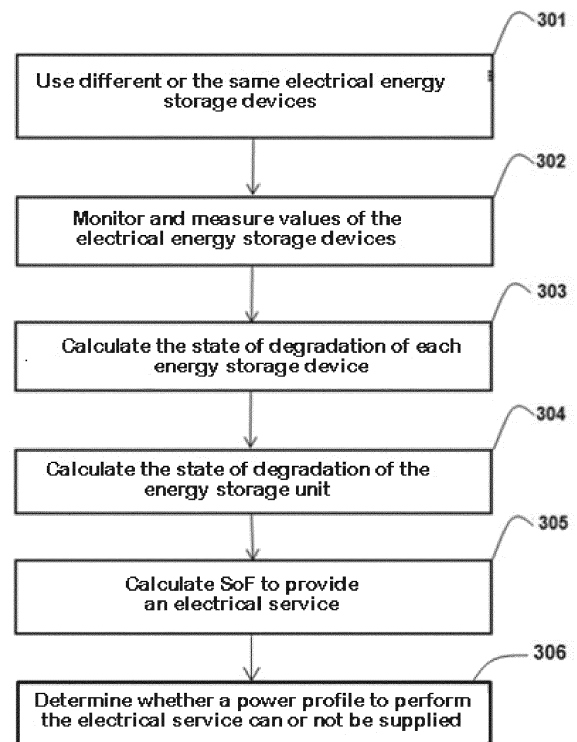 301
Use different or the same electrical energy
storage devices
302
Monitor and measure values of the
electrical energy storage devices
303
Calculate the state of degradation of each
energy storage device
304
Calculate the state of degradation of the
energy storage unit
305
Calculate SoF to provide
an electrical service
306
Determine whether a power profile to perform
the electrical service can or not be supplied